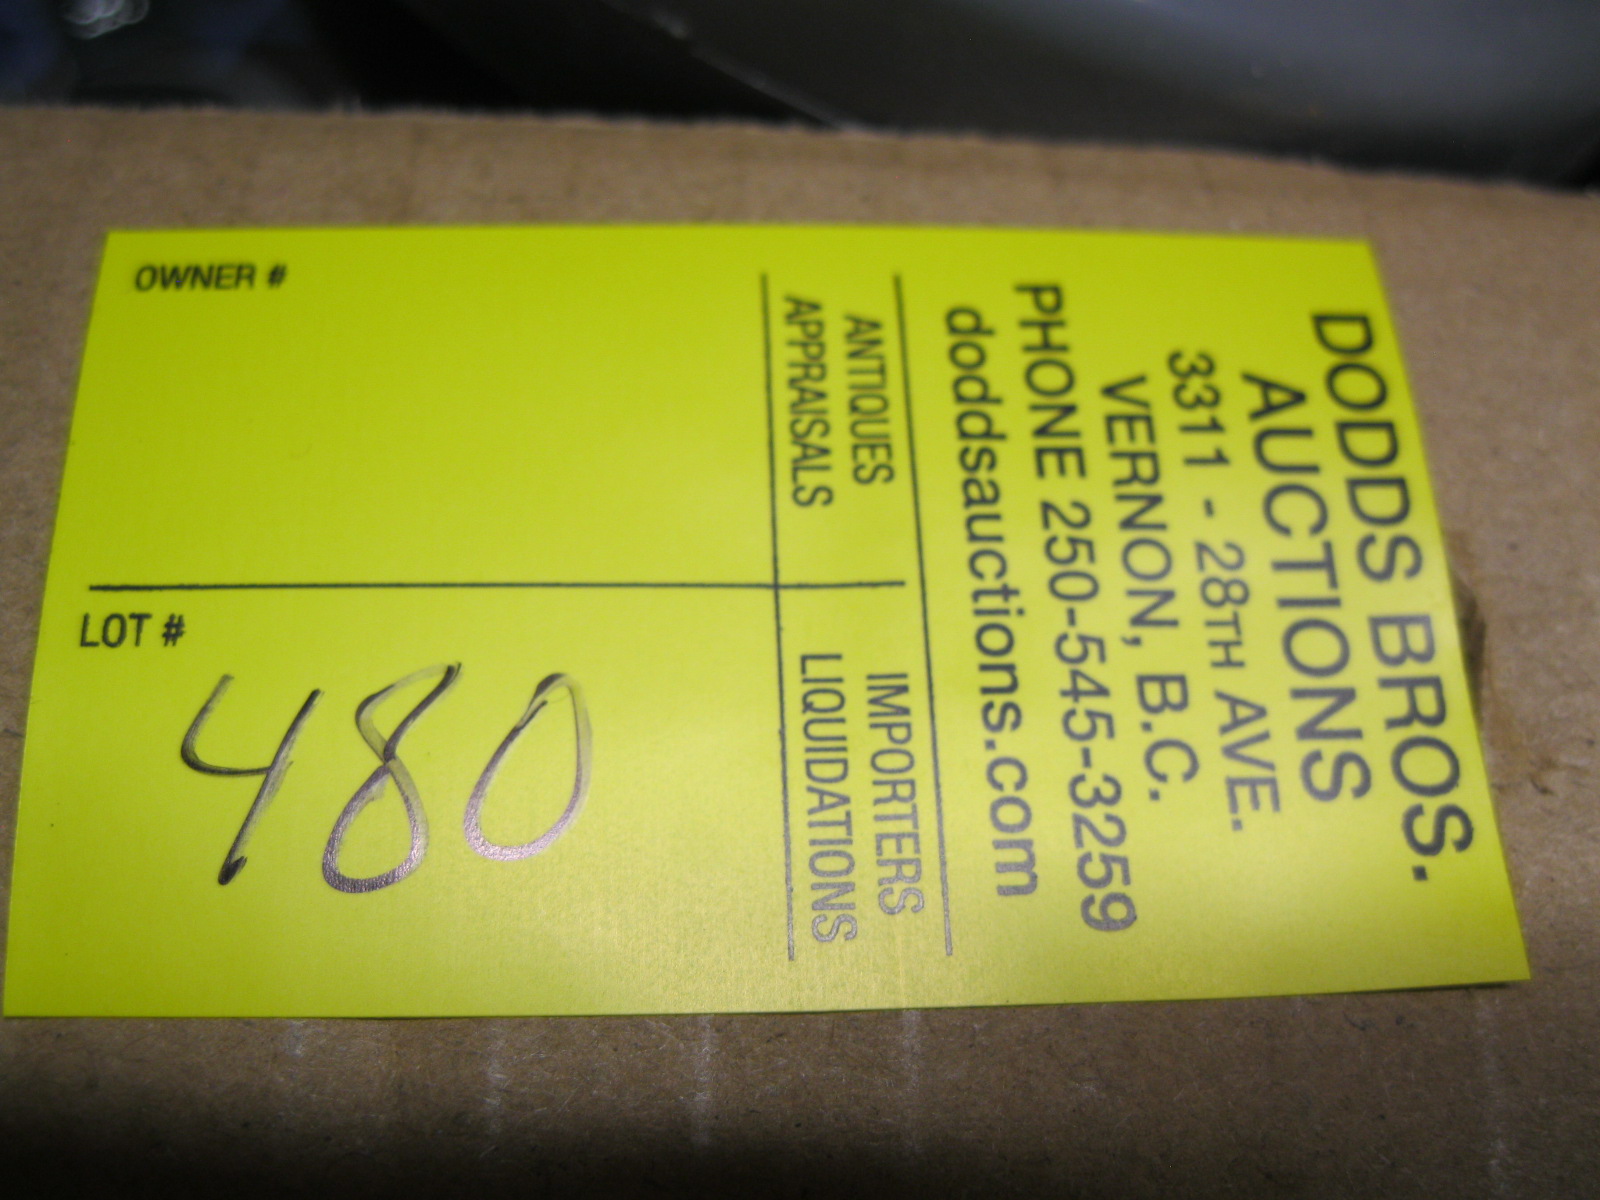 DODDS BROS.
AUCTIONS
3311 - 28TH AVE.
VERNON, B.C.
PHONE 250-545-3259
doddsauctions.com
ANTIQUES
APPRAISALS
IMPORTERS
LIQUIDATIONS
OWNER #
LOT #
480